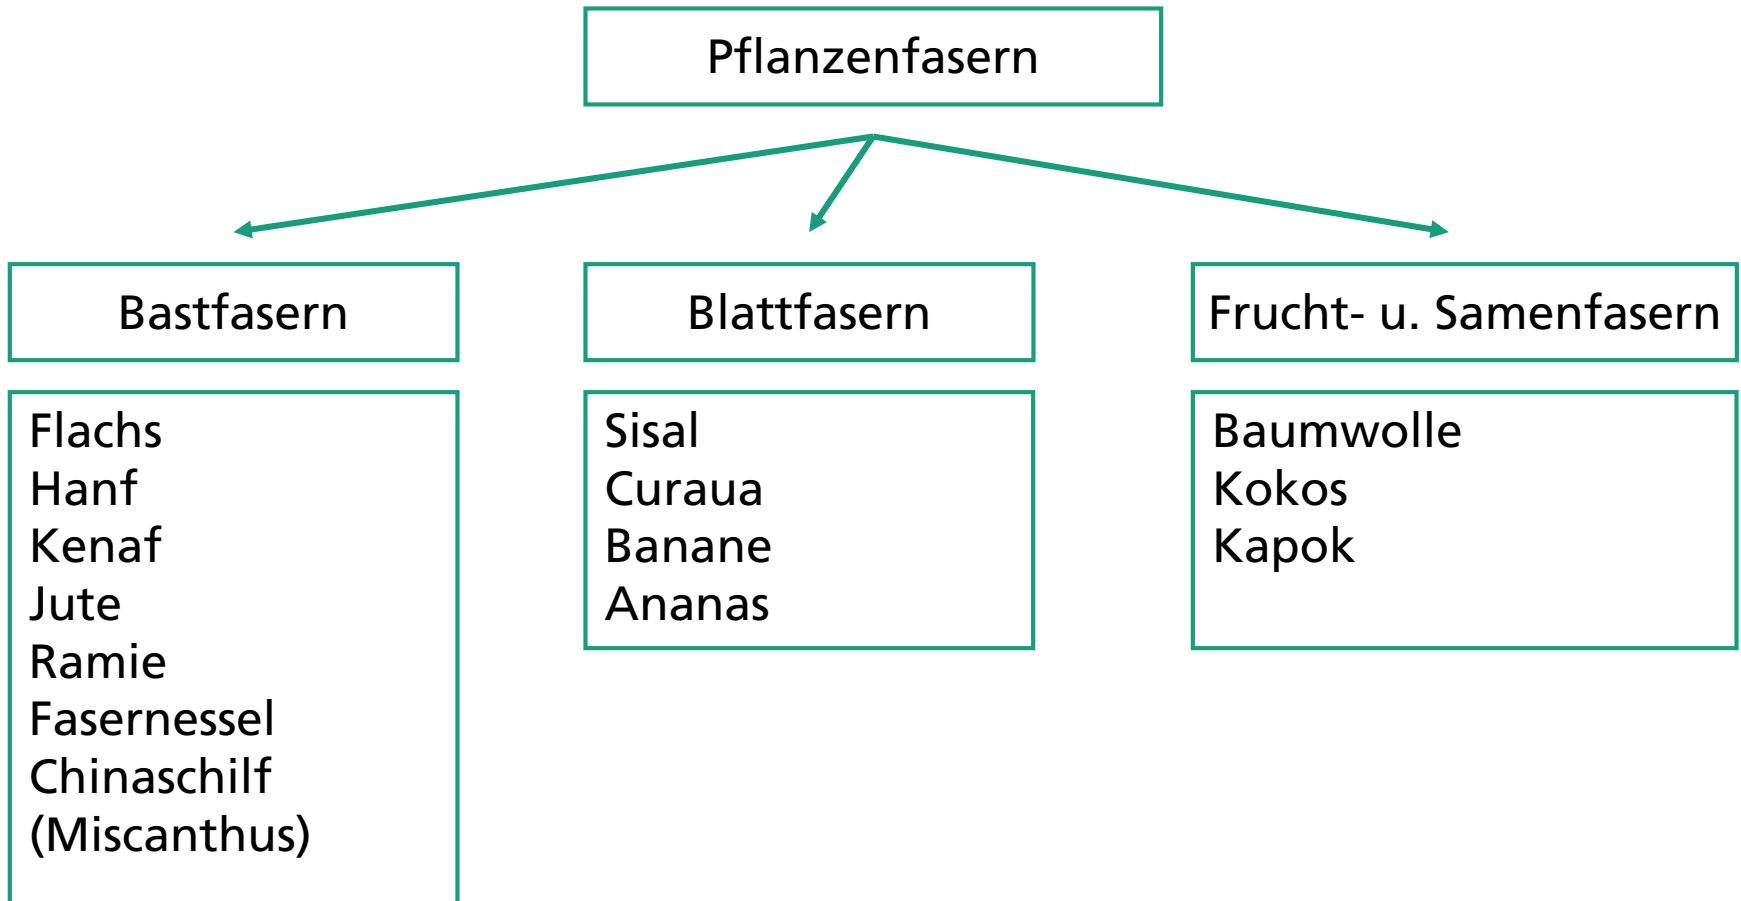 Pflanzenfasern
Bastfasern
Flachs
Hanf
Kenaf
Jute
Ramie
Fasernessel
Chinaschilf
(Miscanthus)
Blattfasern
Sisal
Curaua
Banane
Ananas
Frucht- u. Samenfasern
Baumwolle
Kokos
Kapok